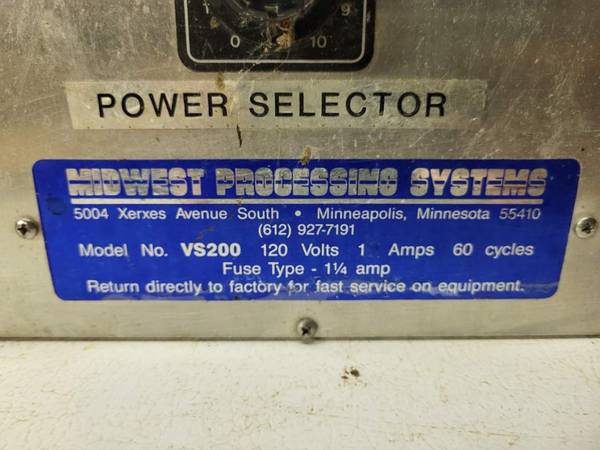 9
0 10
POWER SELECTOR
MIDWEST PROCESSING SYSTEMS
5004 Xerxes Avenue South • Minneapolis, Minnesota 55410
(612) 927-7191
Model No. VS200 120 Volts 1 Amps 60 cycles
Fuse Type - 1¼ amp
Return directly to factory for fast service on equipment.